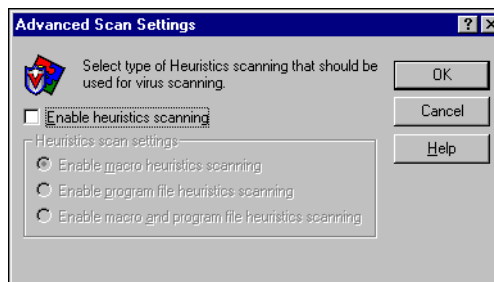 Advanced Scan Settings
Select type of Heuristics scanning that should be
used for virus scanning.
Enable heuristics scanning
Heuristics scan settings
Enable macro heuristics scanning
Enable program file heuristics scanning
Enable macro and program file heuristics scanning
OK
Cancel
Help